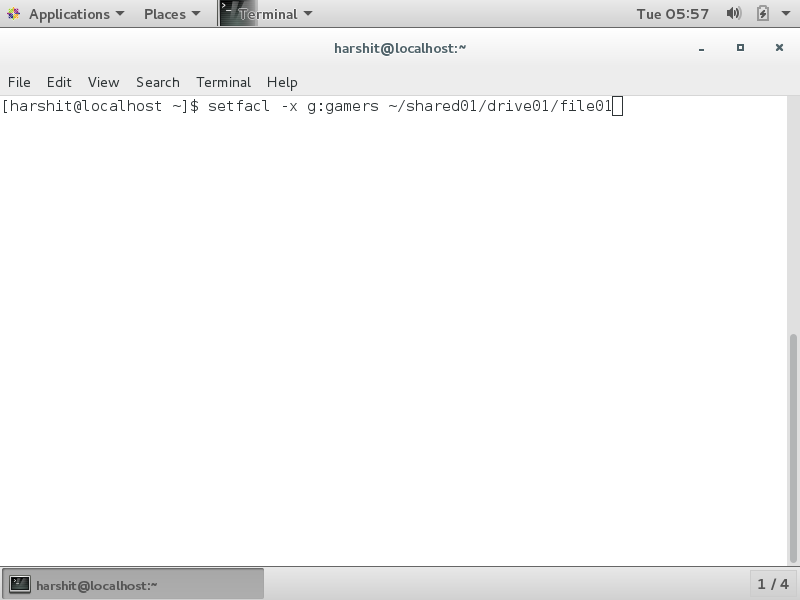 Applications Places Terminal Tue 05:57
harshit@localhost:~
File Edit View Search Terminal Help
[harshit@localhost ~]$ setfacl -x g:gamers ~/shared01/drive01/file01
harshit@localhost:~ 1 / 4